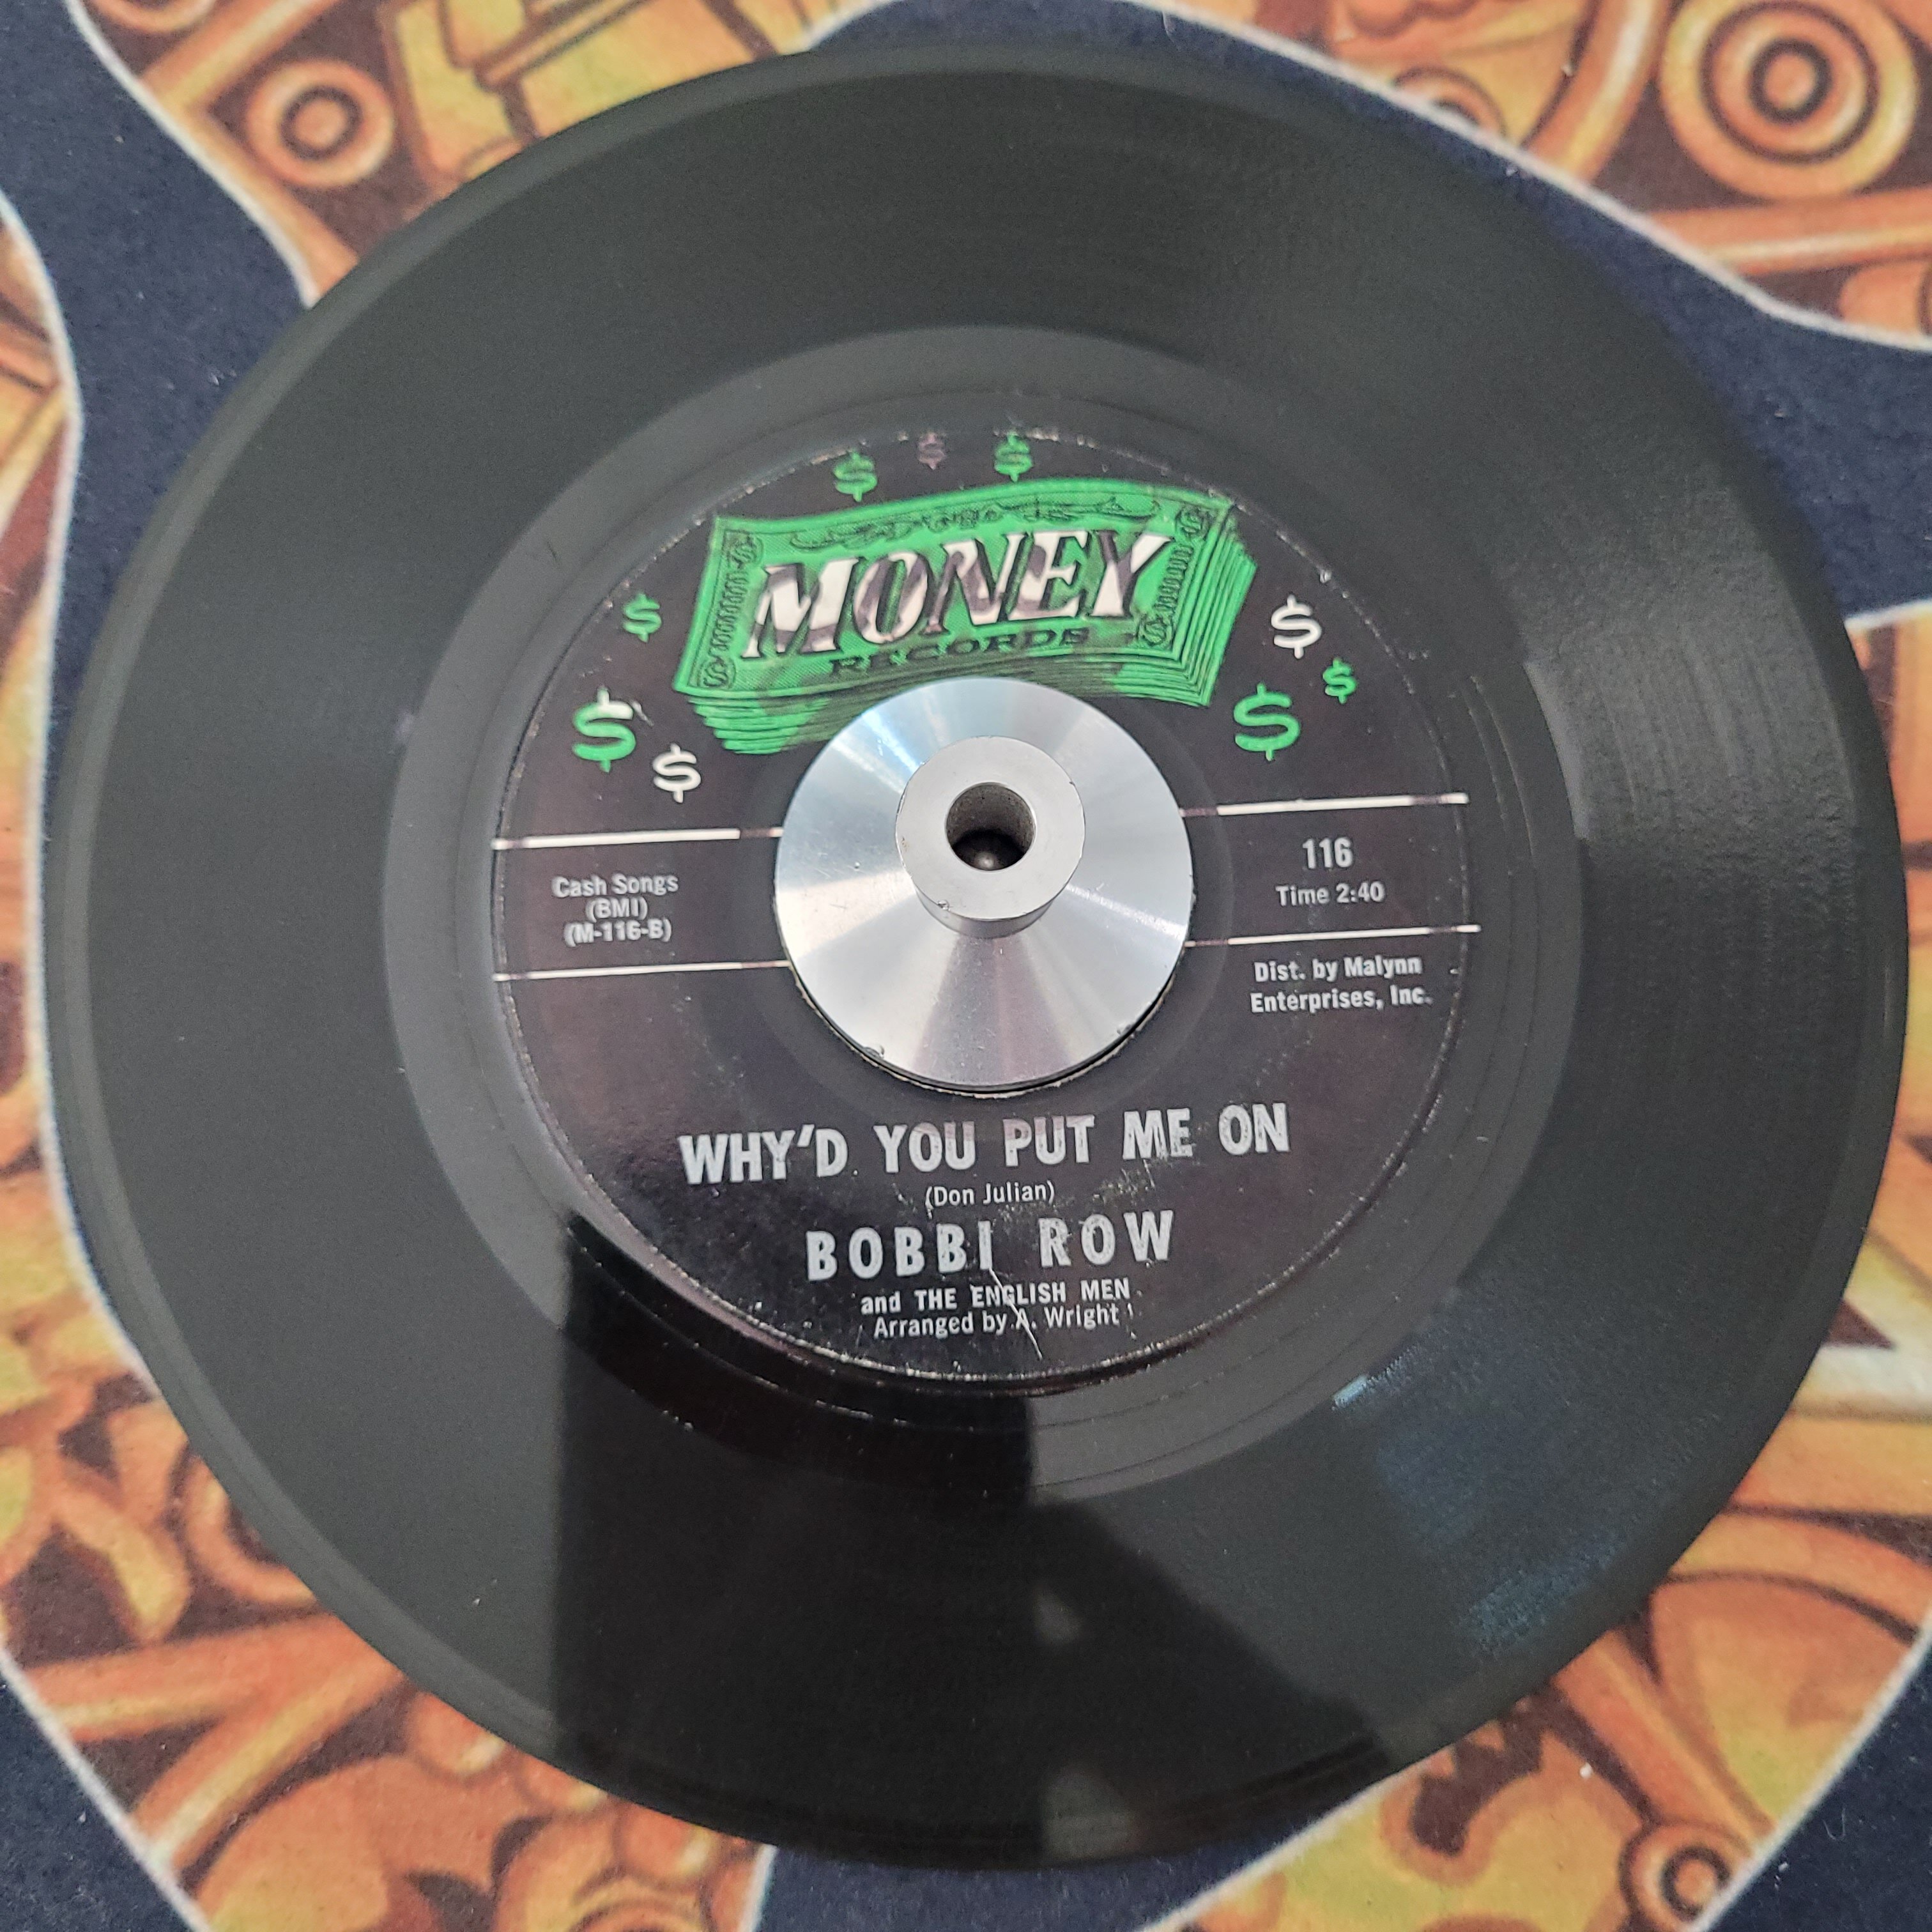 MONEY
RECORDS
Cash Songs
(BMI)
(M-116-B)
116
Time 2:40
Dist. by Malynn
Enterprises, Inc.
WHY'D YOU PUT ME ON
(Don Julian)
BOBBI ROW
and THE ENGLISH MEN
Arranged by A. Wright